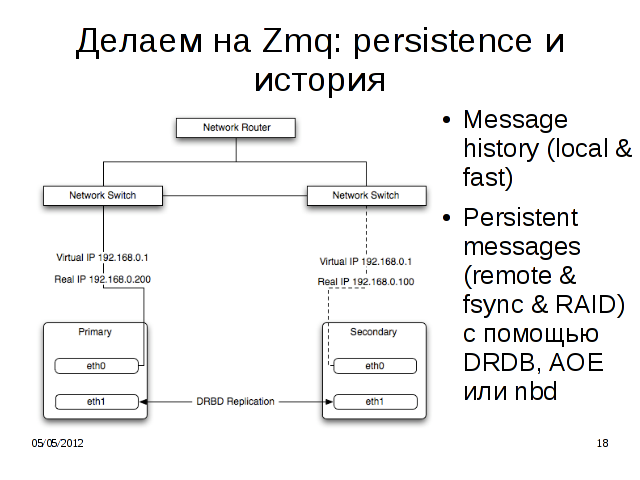 Делаем на Zmq: persistence и
история
Network Router
Network Switch
Network Switch
Virtual IP 192.168.0.1
Real IP 192.168.0.200
Virtual IP 192.168.0.1
Real IP 192.168.0.100
Primary
eth0
eth1
DRBD Replication
Secondary
eth0
eth1
• Message
history (local &
fast)
• Persistent
messages
(remote &
fsync & RAID)
с помощью
DRDB, AOE
или nbd
05/05/2012
18